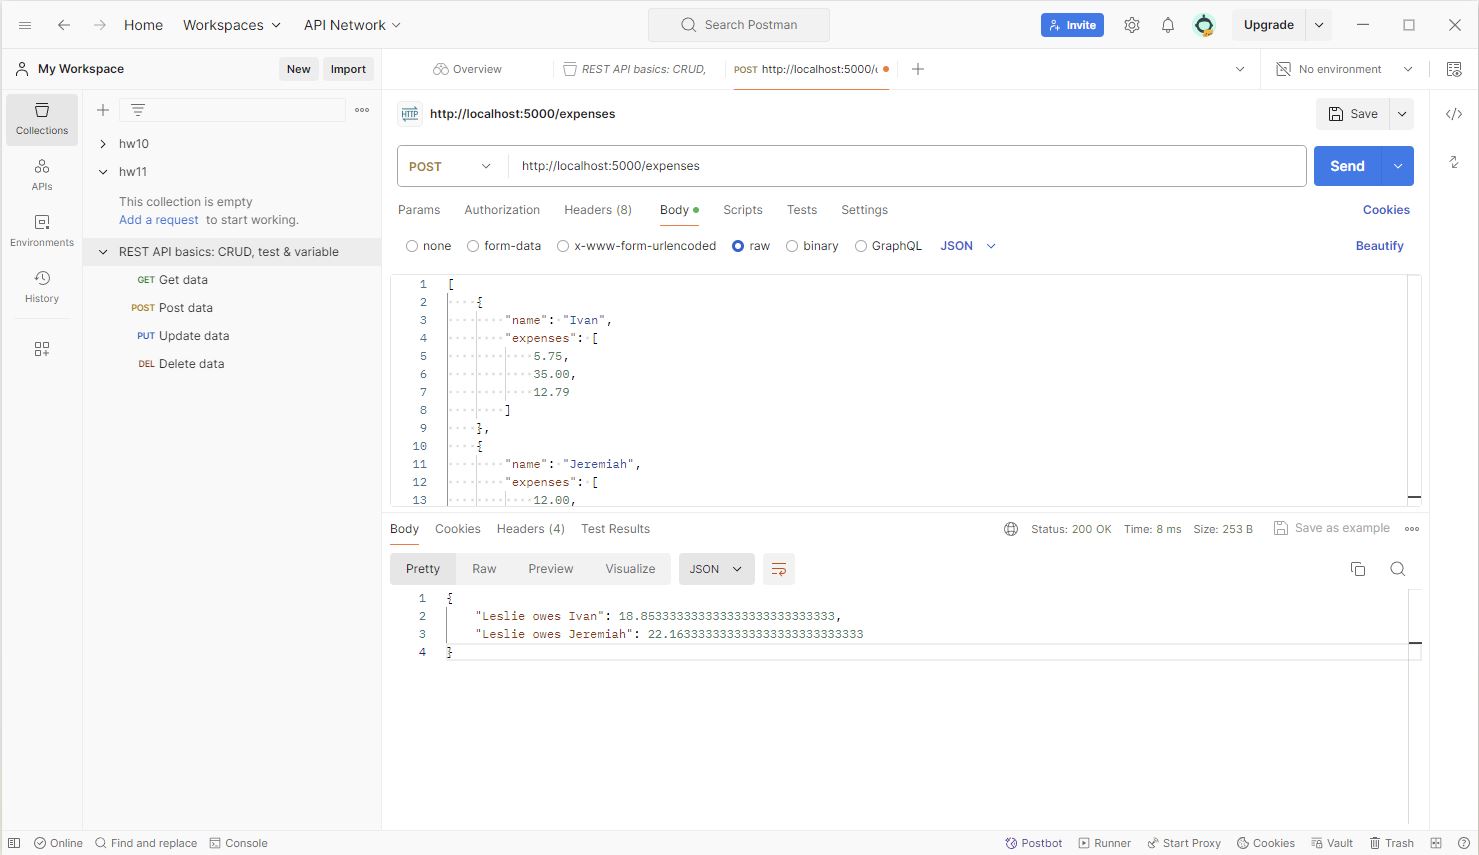 Home Workspaces API Network Search Postman Invite Upgrade
My Workspace New Import Overview REST API basics: CRUD, POST http://localhost:5000/ No environment
Collections
APIs
Environments
History
hw10
hw11
This collection is empty
Add a request to start working.
REST API basics: CRUD, test & variable
GET Get data
POST Post data
PUT Update data
DEL Delete data
HTTP http://localhost:5000/expenses Save
POST http://localhost:5000/expenses Send
Params Authorization Headers (8) Body Scripts Tests Settings Cookies
none form-data x-www-form-urlencoded raw binary GraphQL JSON Beautify
1 [
2 {
3 "name": "Ivan",
4 "expenses": [
5 5.75,
6 35.00,
7 12.79
8 ]
9 },
10 {
11 "name": "Jeremiah",
12 "expenses": [
13 12.00,
Body Cookies Headers (4) Test Results Status: 200 OK Time: 8 ms Size: 253 B Save as example
Pretty Raw Preview Visualize JSON
1 {
2 "Leslie owes Ivan": 18.853333333333333333333333333,
3 "Leslie owes Jeremiah": 22.163333333333333333333333333
4 }
Online Find and replace Console Postbot Runner Start Proxy Cookies Vault Trash